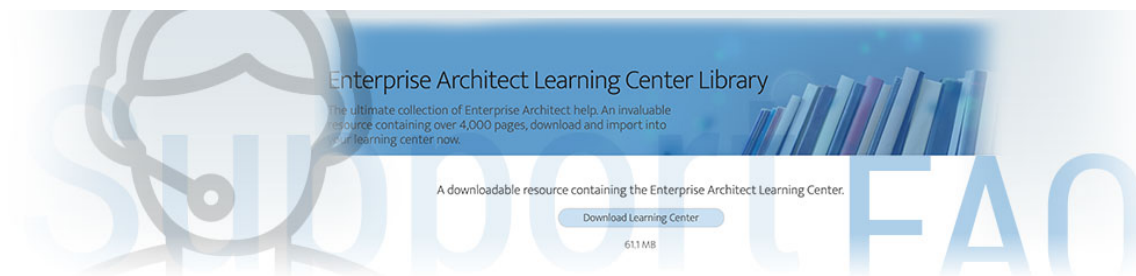 Enterprise Architect Learning Center Library
The ultimate collection of Enterprise Architect help. An invaluable
resource containing over 4,000 pages, download and import into
your learning center now.
Support FAQ
A downloadable resource containing the Enterprise Architect Learning Center.
Download Learning Center
61.1 MB